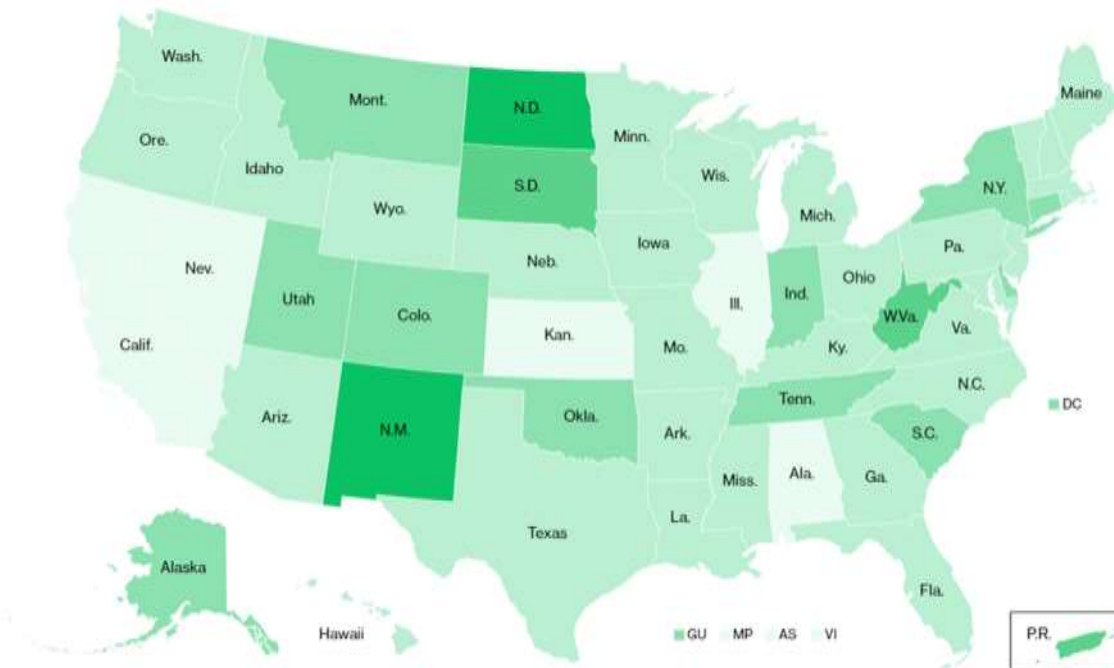 Wash.
Maine
Mont.
N.D.
Minn.
Ore.
Idaho
S.D.
Wis.
N.Y.
Wyo.
Mich.
Iowa
Pa.
Neb.
Nev.
Ohio
Utah
Ind.
Ill.
Colo.
W.Va.
Va.
Calif.
Kan.
Mo.
Ky.
N.C.
Tenn.
DC
Ariz.
N.M.
Okla.
Ark.
S.C.
Miss.
Ala.
Ga.
La.
Texas
Alaska
Fla.
Hawaii
GU MP AS VI
P.R.